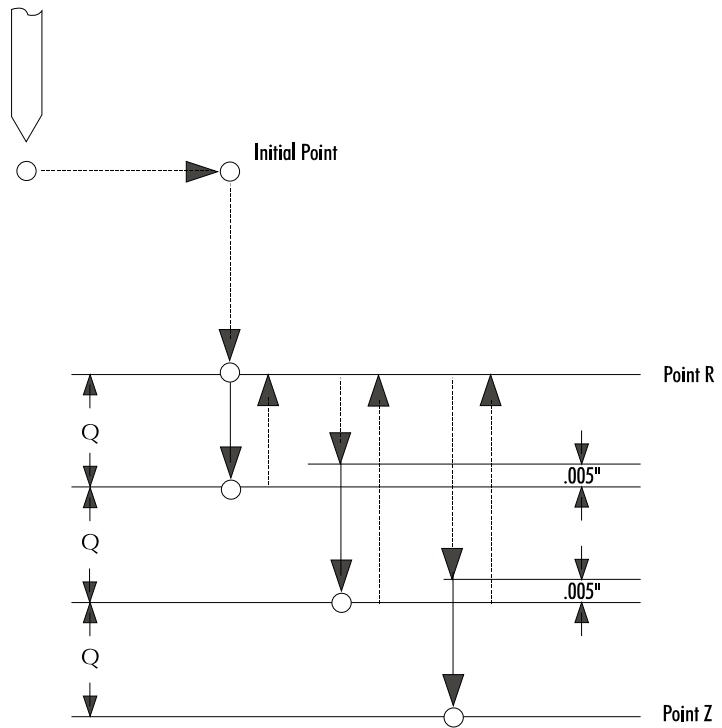 Initial Point
Point R
Q
.005"
Q
.005"
Q
Point Z